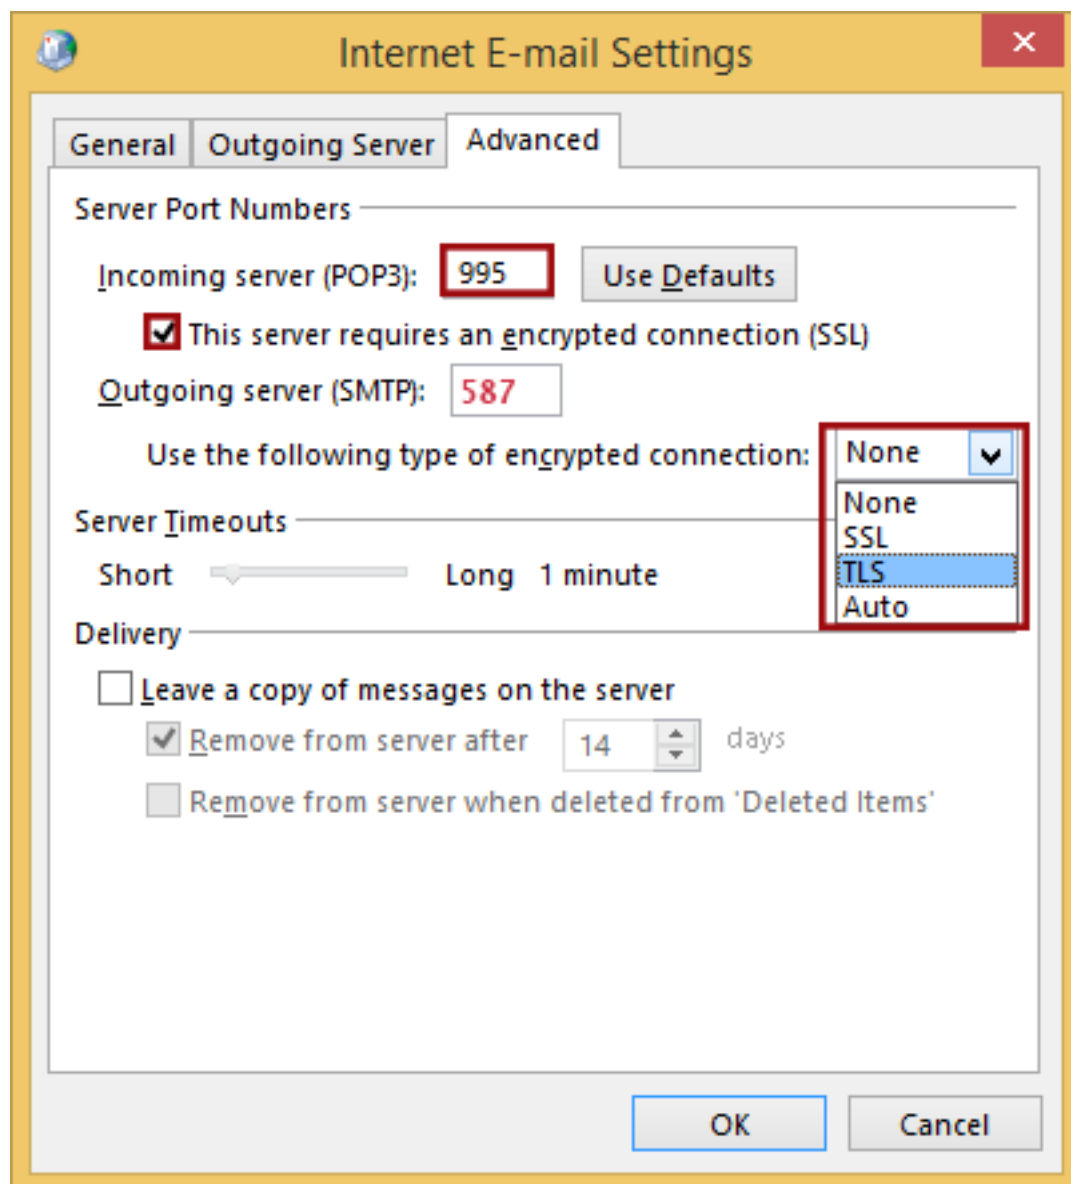 Internet E-mail Settings
General Outgoing Server Advanced
Server Port Numbers
Incoming server (POP3): 995 Use Defaults
This server requires an encrypted connection (SSL)
Outgoing server (SMTP): 587
Use the following type of encrypted connection: None
None
SSL
TLS
Auto
Server Timeouts
Short Long 1 minute
Delivery
Leave a copy of messages on the server
Remove from server after 14 days
Remove from server when deleted from 'Deleted Items'
OK Cancel